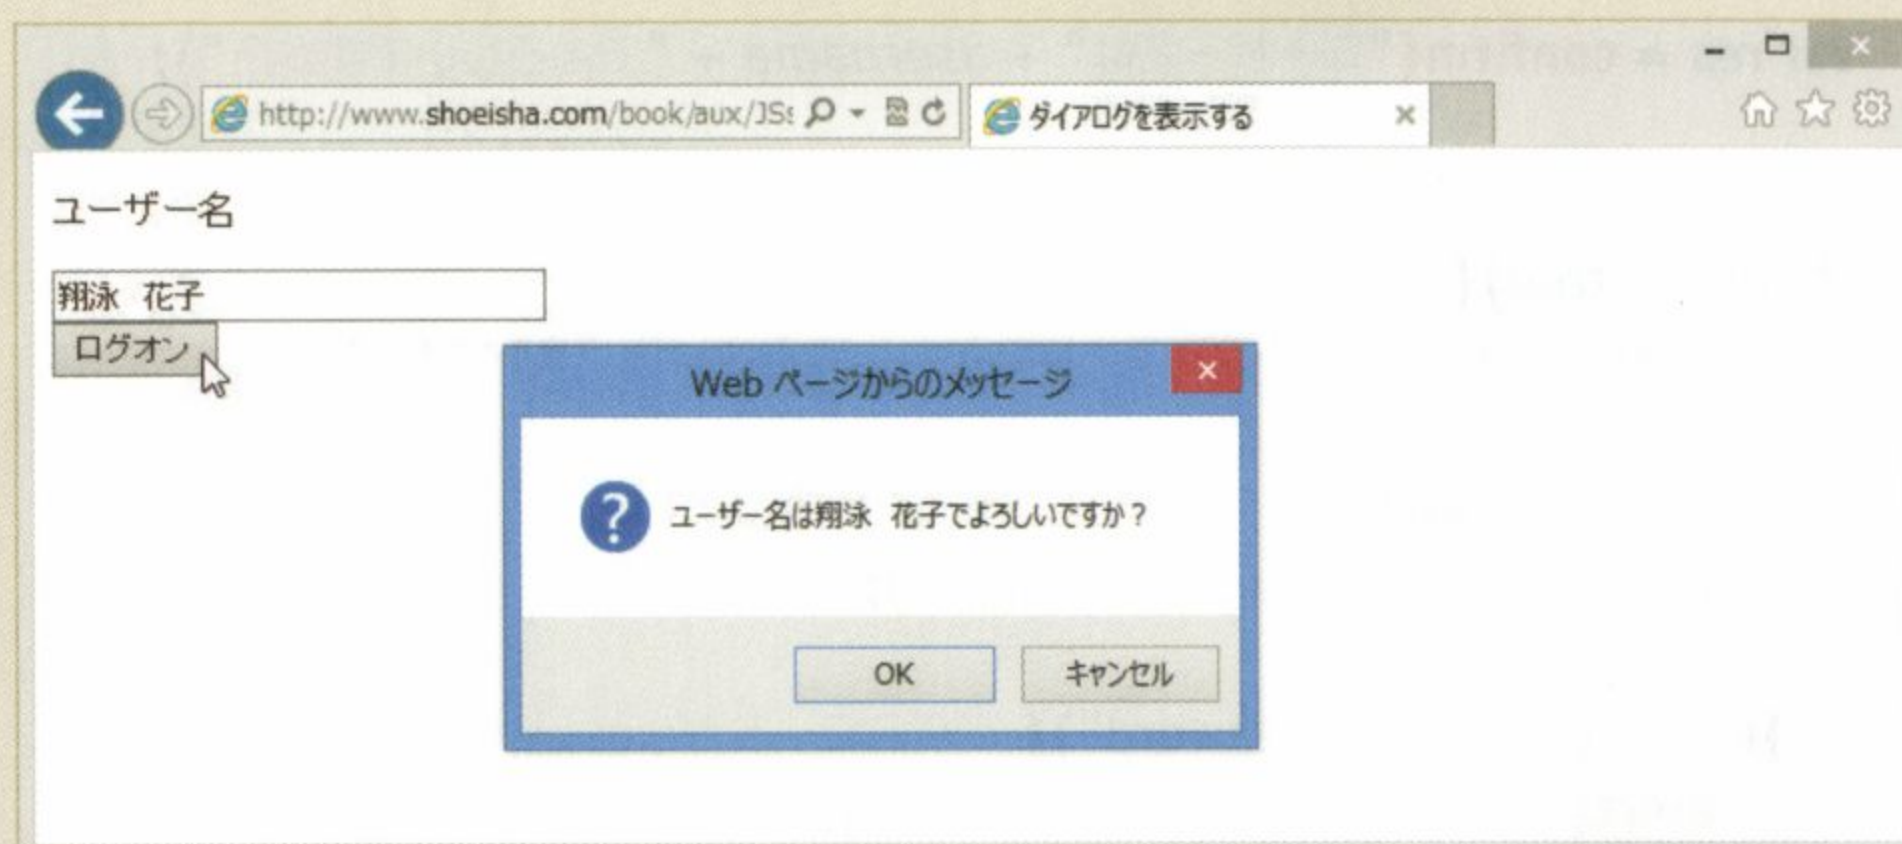 http://www.shoeisha.com/book/aux/JS
ダイアログを表示する
ユーザー名
翔泳 花子
ログオン
Web ページからのメッセージ
ユーザー名は翔泳 花子でよろしいですか？
OK
キャンセル